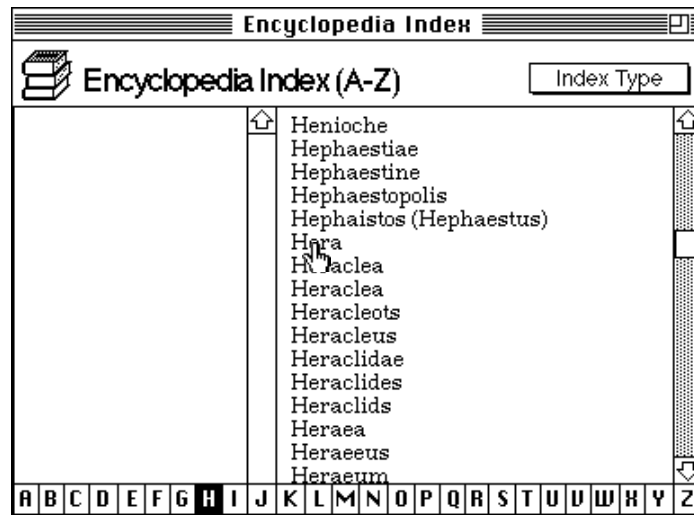 Encyclopedia Index
Encyclopedia Index (A-Z)
Index Type
Henioche
Hephaestiae
Hephaestine
Hephaestopolis
Hephaistos (Hephaestus)
Hera
Heraclea
Heraclea
Heracleots
Heracleus
Heraclidae
Heraclides
Heraclids
Heraea
Heraeeus
Heraeum
A B C D E F G H I J K L M N O P Q R S T U V W X Y Z